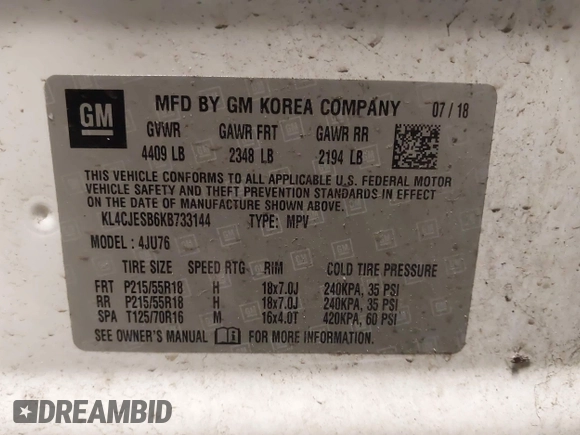 GM MFD BY GM KOREA COMPANY 07/18
GVWR GAWR FRT GAWR RR
4409 LB 2348 LB 2194 LB
THIS VEHICLE CONFORMS TO ALL APPLICABLE U.S. FEDERAL MOTOR
VEHICLE SAFETY AND THEFT PREVENTION STANDARDS IN EFFECT
ON THE DATE OF MANUFACTURE SHOWN ABOVE.
KL4CJESB6KB733144 TYPE: MPV
MODEL: 4JU76
TIRE SIZE SPEED RTG RIM COLD TIRE PRESSURE
FRT P215/55R18 H 18x7.0J 240KPA, 35 PSI
RR P215/55R18 H 18x7.0J 240KPA, 35 PSI
SPA T125/70R16 M 16x4.0T 420KPA, 60 PSI
SEE OWNER'S MANUAL FOR MORE INFORMATION.
DREAMBID